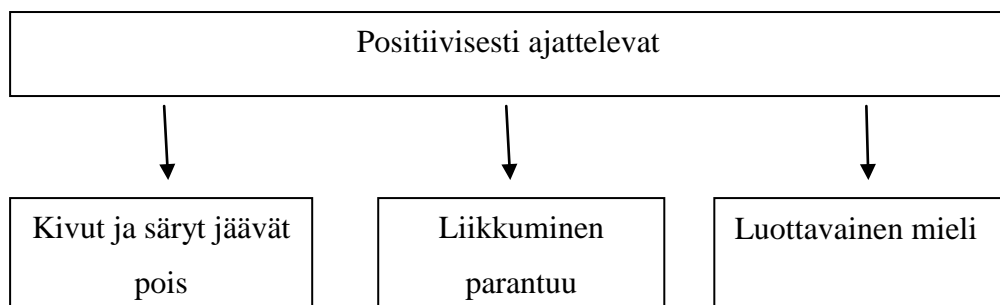 Positiivisesti ajattelevat
Kivut ja säryt jäävät
pois
Liikkuminen
parantuu
Luottavainen mieli